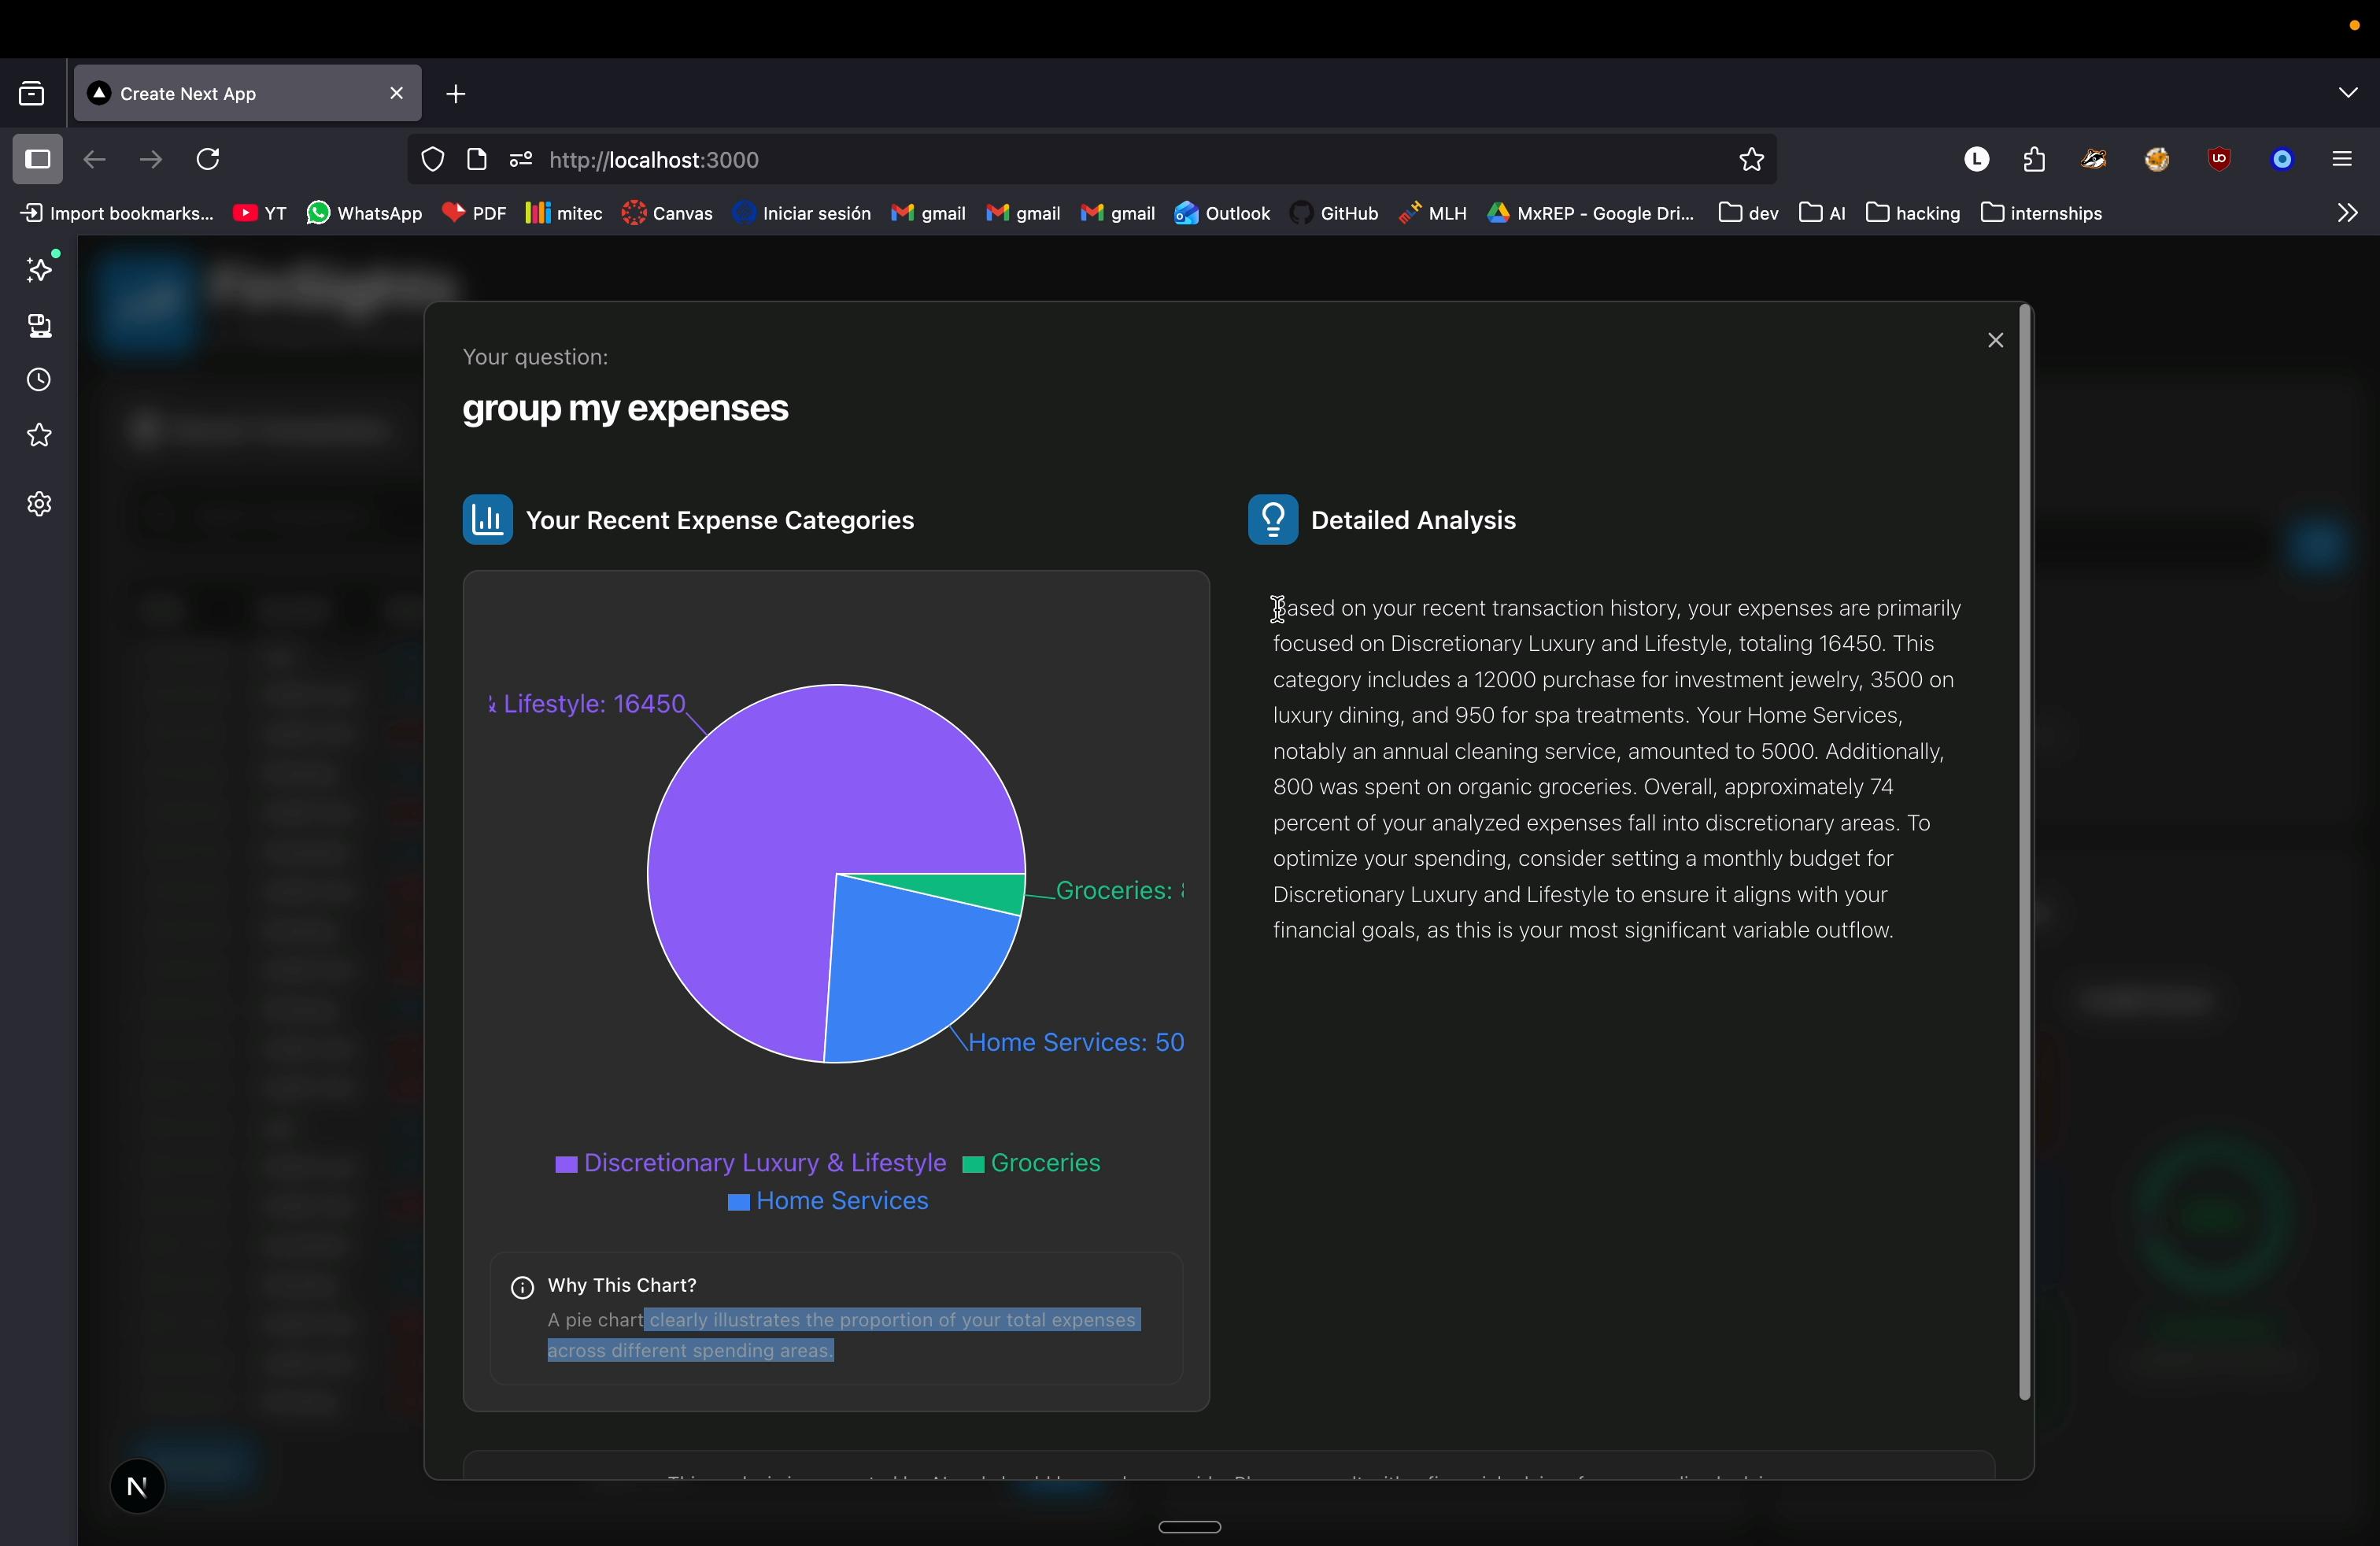 Create Next App
http://localhost:3000
L
Import bookmarks... YT WhatsApp PDF mitec Canvas Iniciar sesión gmail gmail gmail Outlook GitHub MLH MxREP - Google Dri... dev AI hacking internships
Your question:
group my expenses
Your Recent Expense Categories
& Lifestyle: 16450
Groceries:
Home Services: 50
Discretionary Luxury & Lifestyle Groceries
Home Services
Why This Chart?
A pie chart clearly illustrates the proportion of your total expenses
across different spending areas.
Detailed Analysis
Based on your recent transaction history, your expenses are primarily
focused on Discretionary Luxury and Lifestyle, totaling 16450. This
category includes a 12000 purchase for investment jewelry, 3500 on
luxury dining, and 950 for spa treatments. Your Home Services,
notably an annual cleaning service, amounted to 5000. Additionally,
800 was spent on organic groceries. Overall, approximately 74
percent of your analyzed expenses fall into discretionary areas. To
optimize your spending, consider setting a monthly budget for
Discretionary Luxury and Lifestyle to ensure it aligns with your
financial goals, as this is your most significant variable outflow.
N